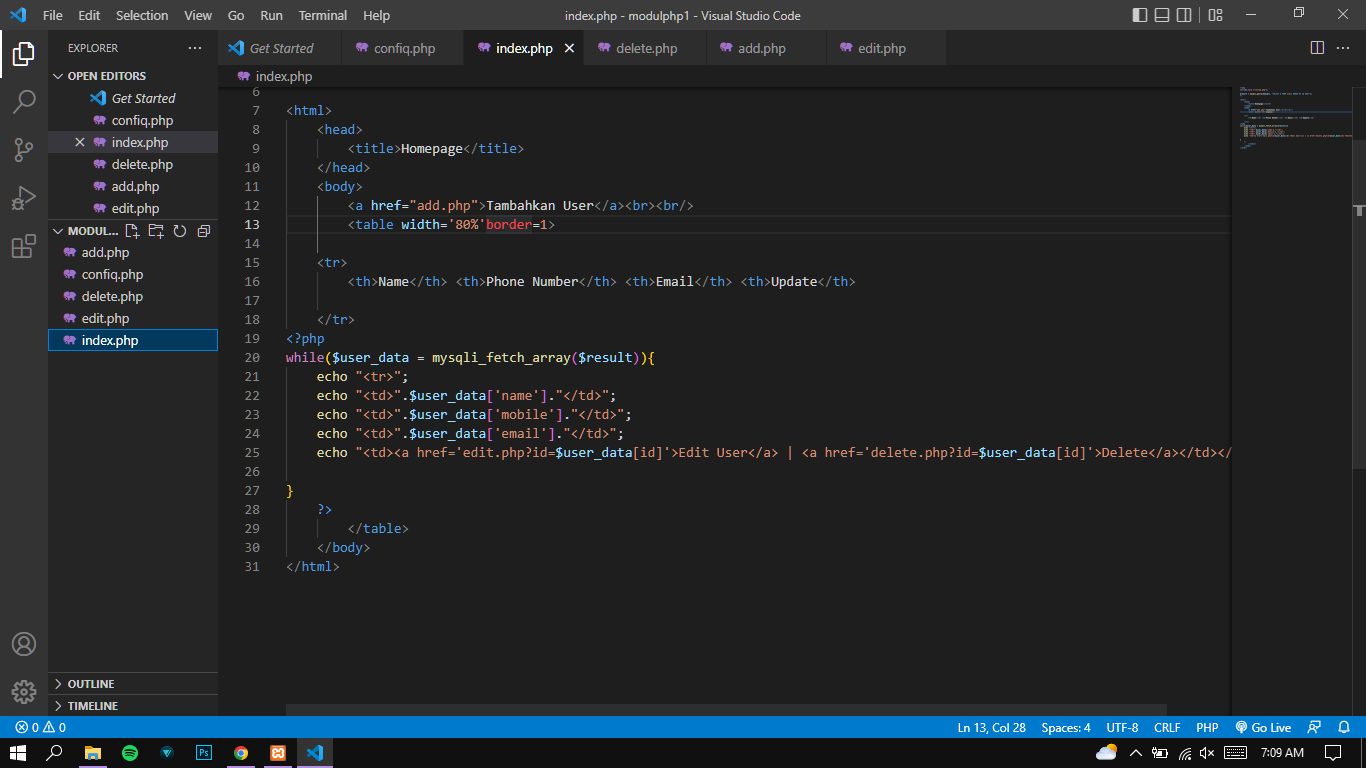 File Edit Selection View Go Run Terminal Help index.php - modulphp1 - Visual Studio Code
EXPLORER
OPEN EDITORS
Get Started
confiq.php
index.php
delete.php
add.php
edit.php
MODUL...
add.php
confiq.php
delete.php
edit.php
index.php
OUTLINE
TIMELINE
Get Started confiq.php index.php delete.php add.php edit.php
index.php
6
7 <html>
8 <head>
9 <title>Homepage</title>
10 </head>
11 <body>
12 <a href="add.php">Tambahkan User</a><br><br/>
13 <table width='80%'border=1>
14
15 <tr>
16 <th>Name</th> <th>Phone Number</th> <th>Email</th> <th>Update</th>
17
18 </tr>
19 <?php
20 while($user_data = mysqli_fetch_array($result)){
21 echo "<tr>";
22 echo "<td>".$user_data['name']."</td>";
23 echo "<td>".$user_data['mobile']."</td>";
24 echo "<td>".$user_data['email']."</td>";
25 echo "<td><a href='edit.php?id=$user_data[id]'>Edit User</a> | <a href='delete.php?id=$user_data[id]'>Delete</a></td></
26
27 }
28 ?>
29 </table>
30 </body>
31 </html>
0 0 Ln 13, Col 28 Spaces: 4 UTF-8 CRLF PHP Go Live
Ps 7:09 AM